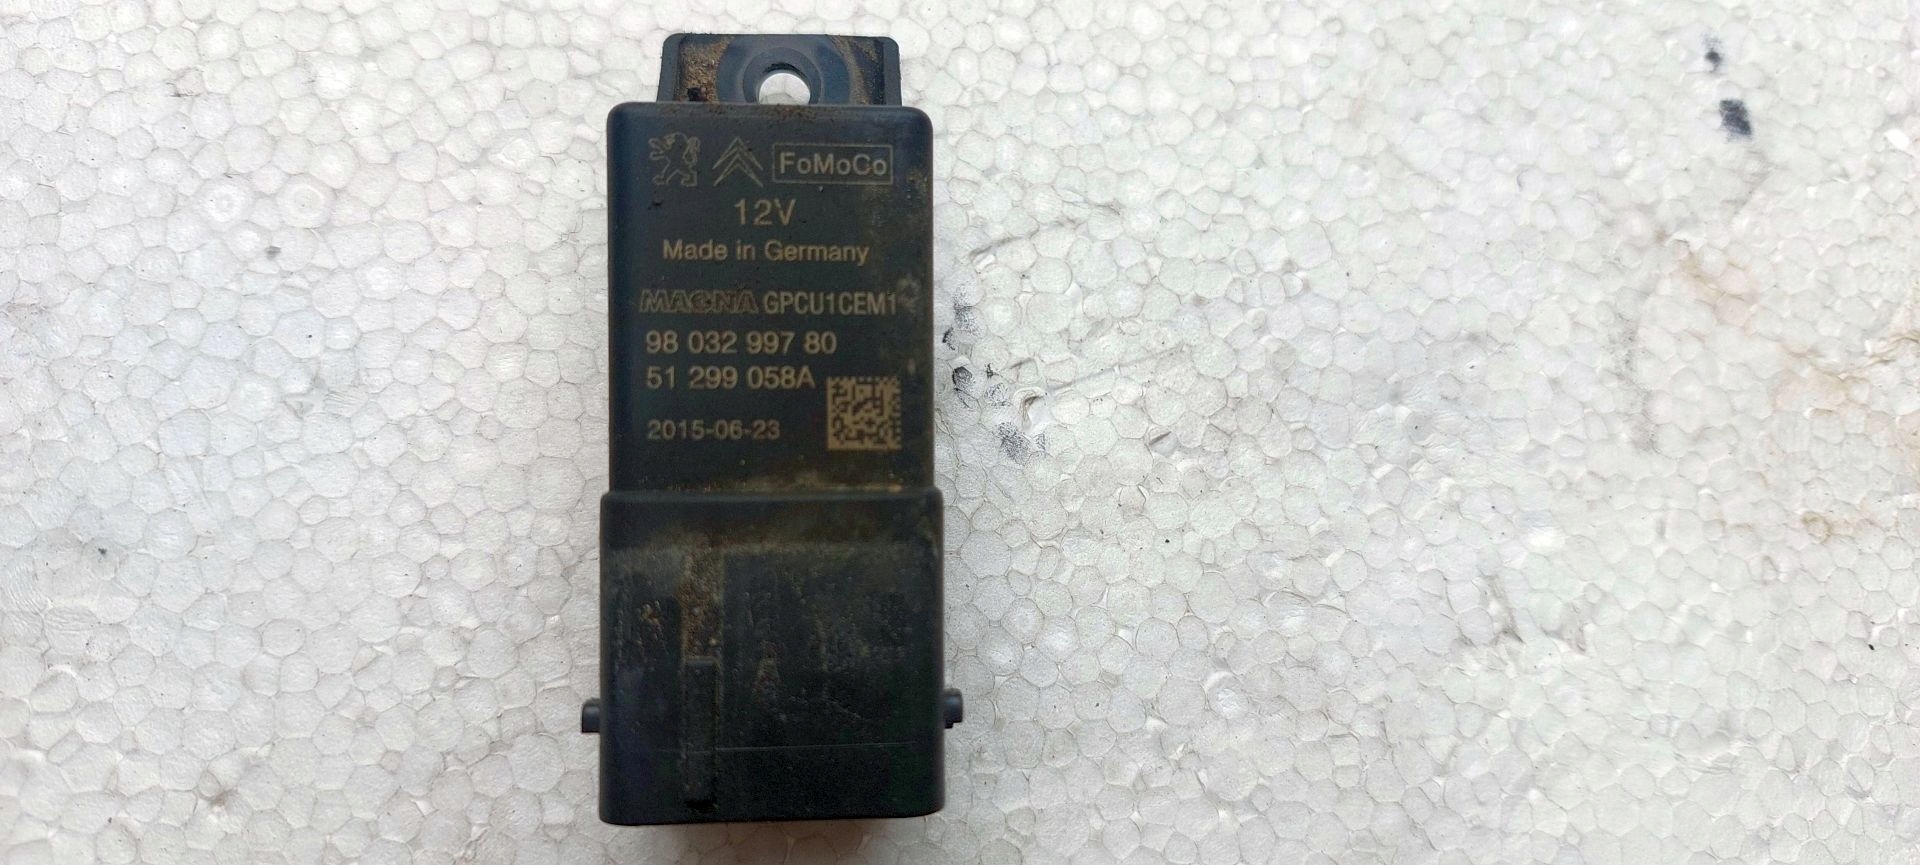 FoMoCo
12V
Made in Germany
MAGNA GPCU1CEM1
98 032 997 80
51 299 058A
2015-06-23